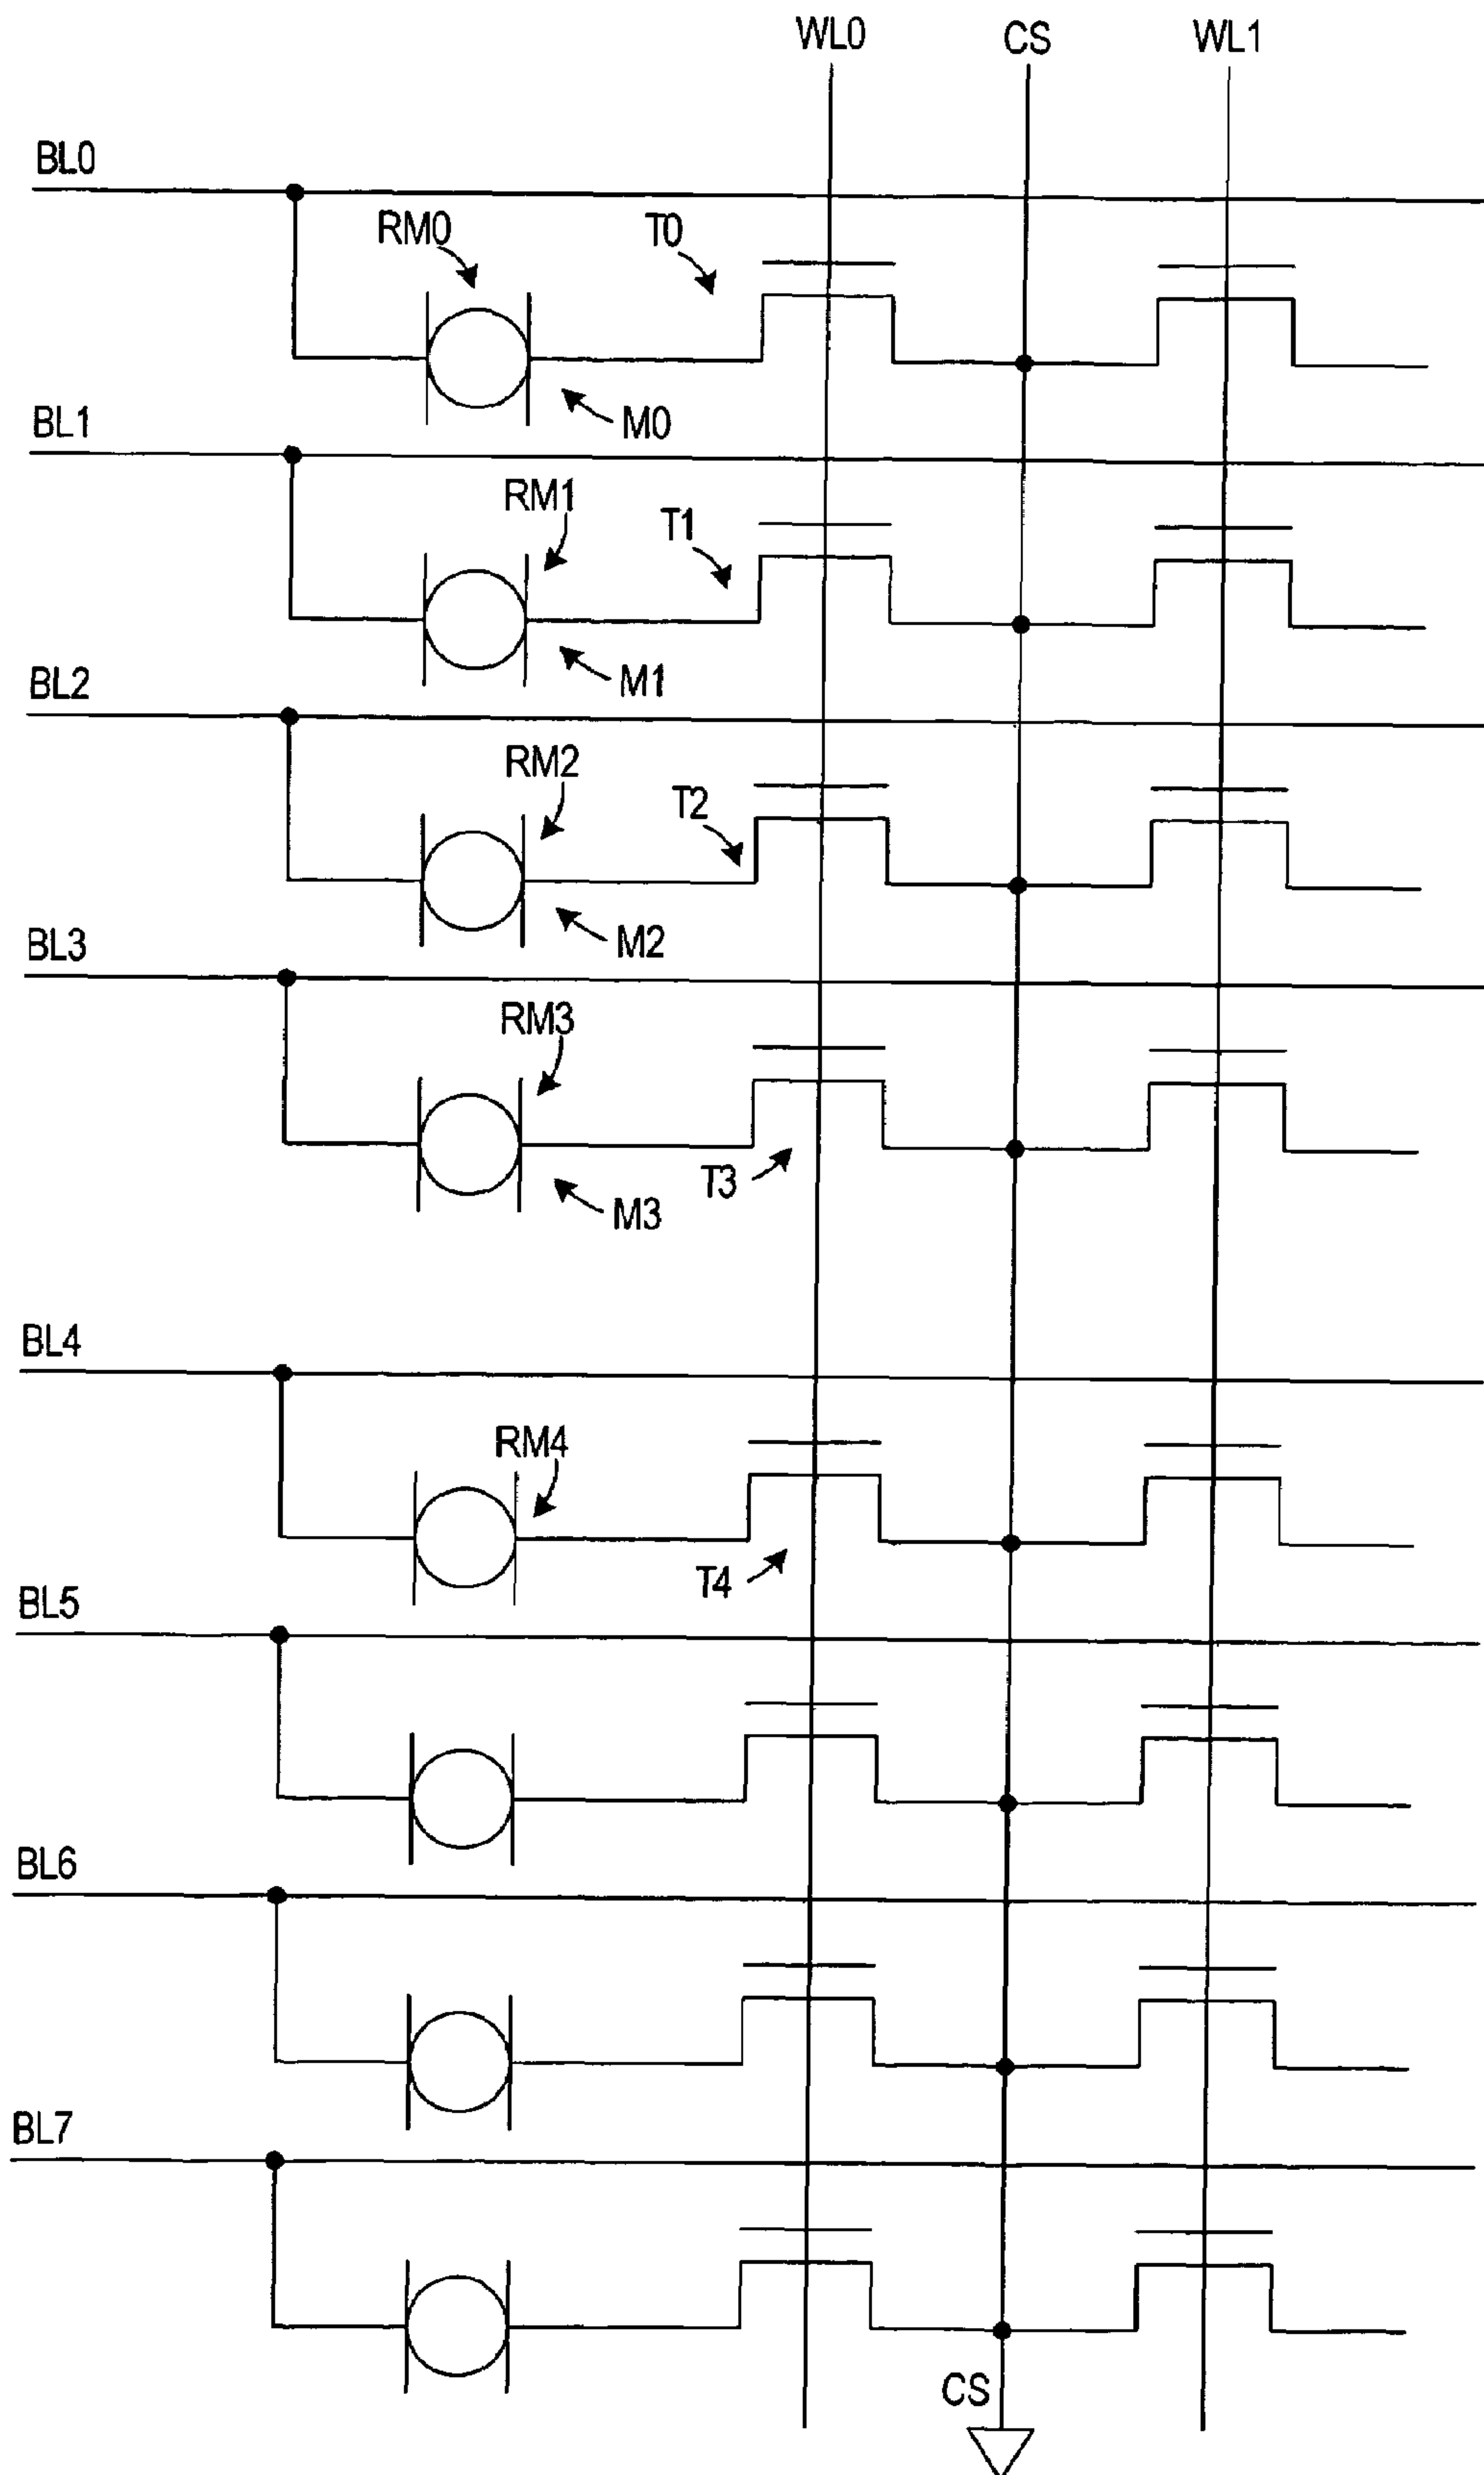 WL0 CS WL1
BL0
RM0 T0
M0
BL1
RM1 T1
M1
BL2
RM2 T2
M2
BL3
RM3
T3
M3
BL4
RM4
T4
BL5
BL6
BL7
CS